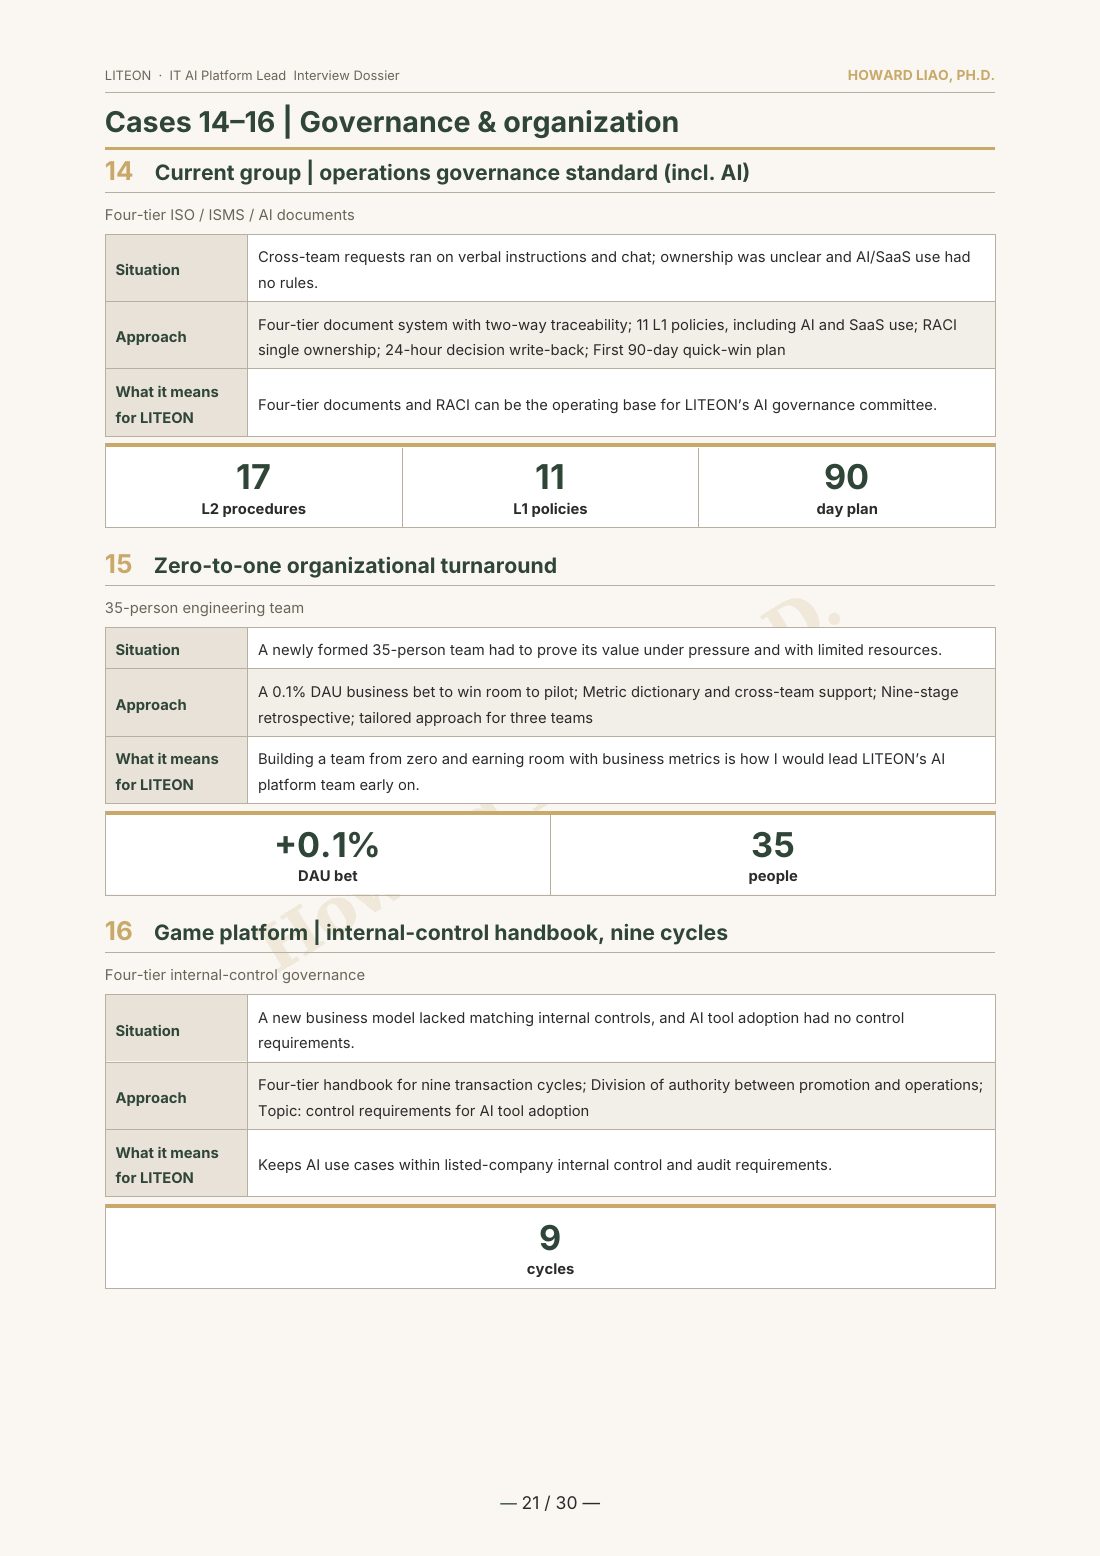 LITEON · IT AI Platform Lead Interview Dossier
HOWARD LIAO, PH.D.
Cases 14–16 | Governance & organization
14 Current group | operations governance standard (incl. AI)
Four-tier ISO / ISMS / AI documents
Situation
Cross-team requests ran on verbal instructions and chat; ownership was unclear and AI/SaaS use had
no rules.
Approach
Four-tier document system with two-way traceability; 11 L1 policies, including AI and SaaS use; RACI
single ownership; 24-hour decision write-back; First 90-day quick-win plan
What it means
for LITEON
Four-tier documents and RACI can be the operating base for LITEON’s AI governance committee.
17
L2 procedures
11
L1 policies
90
day plan
15 Zero-to-one organizational turnaround
35-person engineering team
Situation
A newly formed 35-person team had to prove its value under pressure and with limited resources.
Approach
A 0.1% DAU business bet to win room to pilot; Metric dictionary and cross-team support; Nine-stage
retrospective; tailored approach for three teams
What it means
for LITEON
Building a team from zero and earning room with business metrics is how I would lead LITEON’s AI
platform team early on.
+0.1%
DAU bet
35
people
16 Game platform | internal-control handbook, nine cycles
Four-tier internal-control governance
Situation
A new business model lacked matching internal controls, and AI tool adoption had no control
requirements.
Approach
Four-tier handbook for nine transaction cycles; Division of authority between promotion and operations;
Topic: control requirements for AI tool adoption
What it means
for LITEON
Keeps AI use cases within listed-company internal control and audit requirements.
9
cycles
— 21 / 30 —